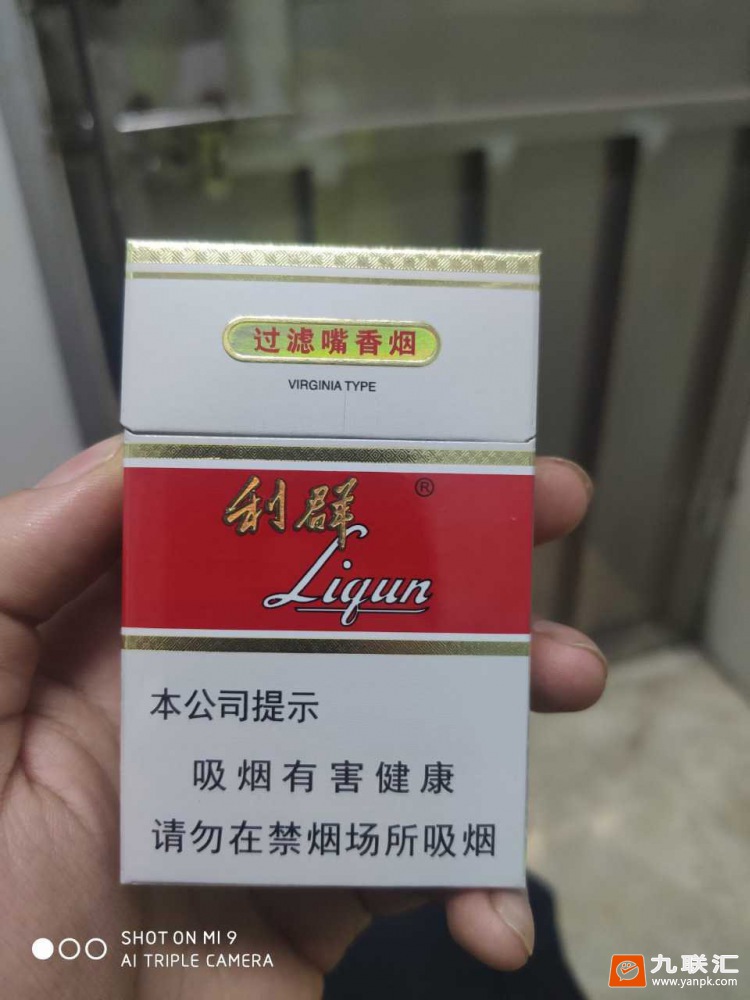 过滤嘴香烟
VIRGINIA TYPE
利群 ®
Liqun
本公司提示
吸烟有害健康
请勿在禁烟场所吸烟
SHOT ON MI 9
AI TRIPLE CAMERA
九联汇
www.yanpk.com